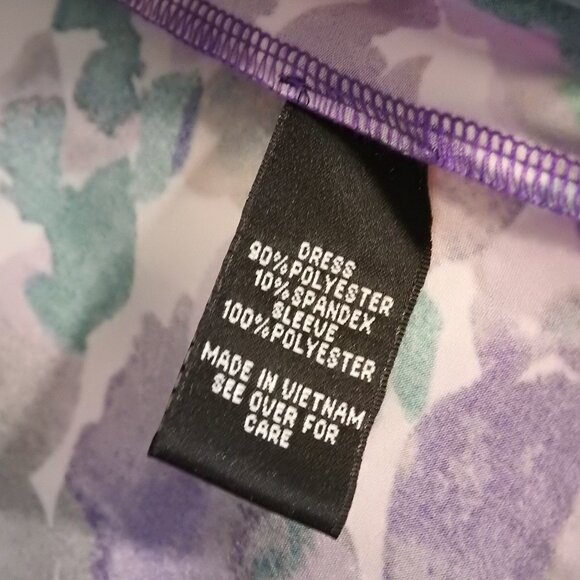 DRESS
90%POLYESTER
10%SPANDEX
SLEEVE
100%POLYESTER
MADE IN VIETNAM
SEE OVER FOR
CARE